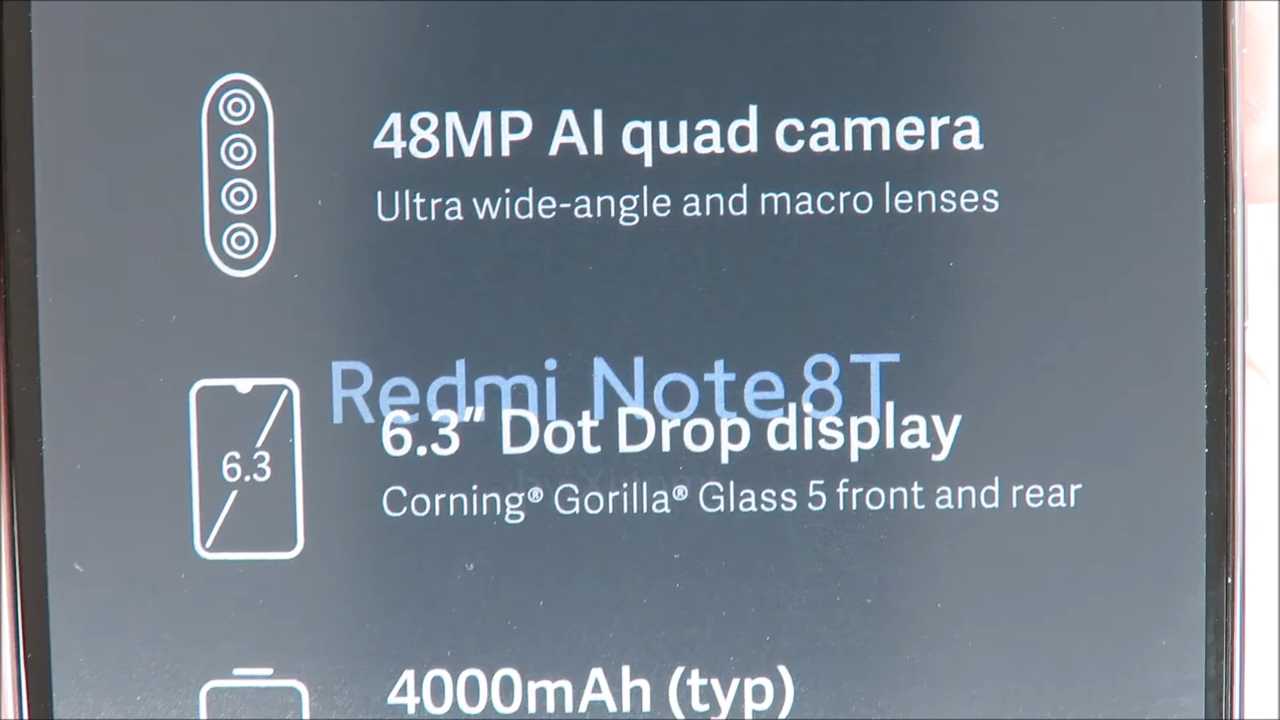 48MP AI quad camera
Ultra wide-angle and macro lenses
Redmi Note 8T
6.3" Dot Drop display
6.3
Corning® Gorilla® Glass 5 front and rear
4000mAh (typ)